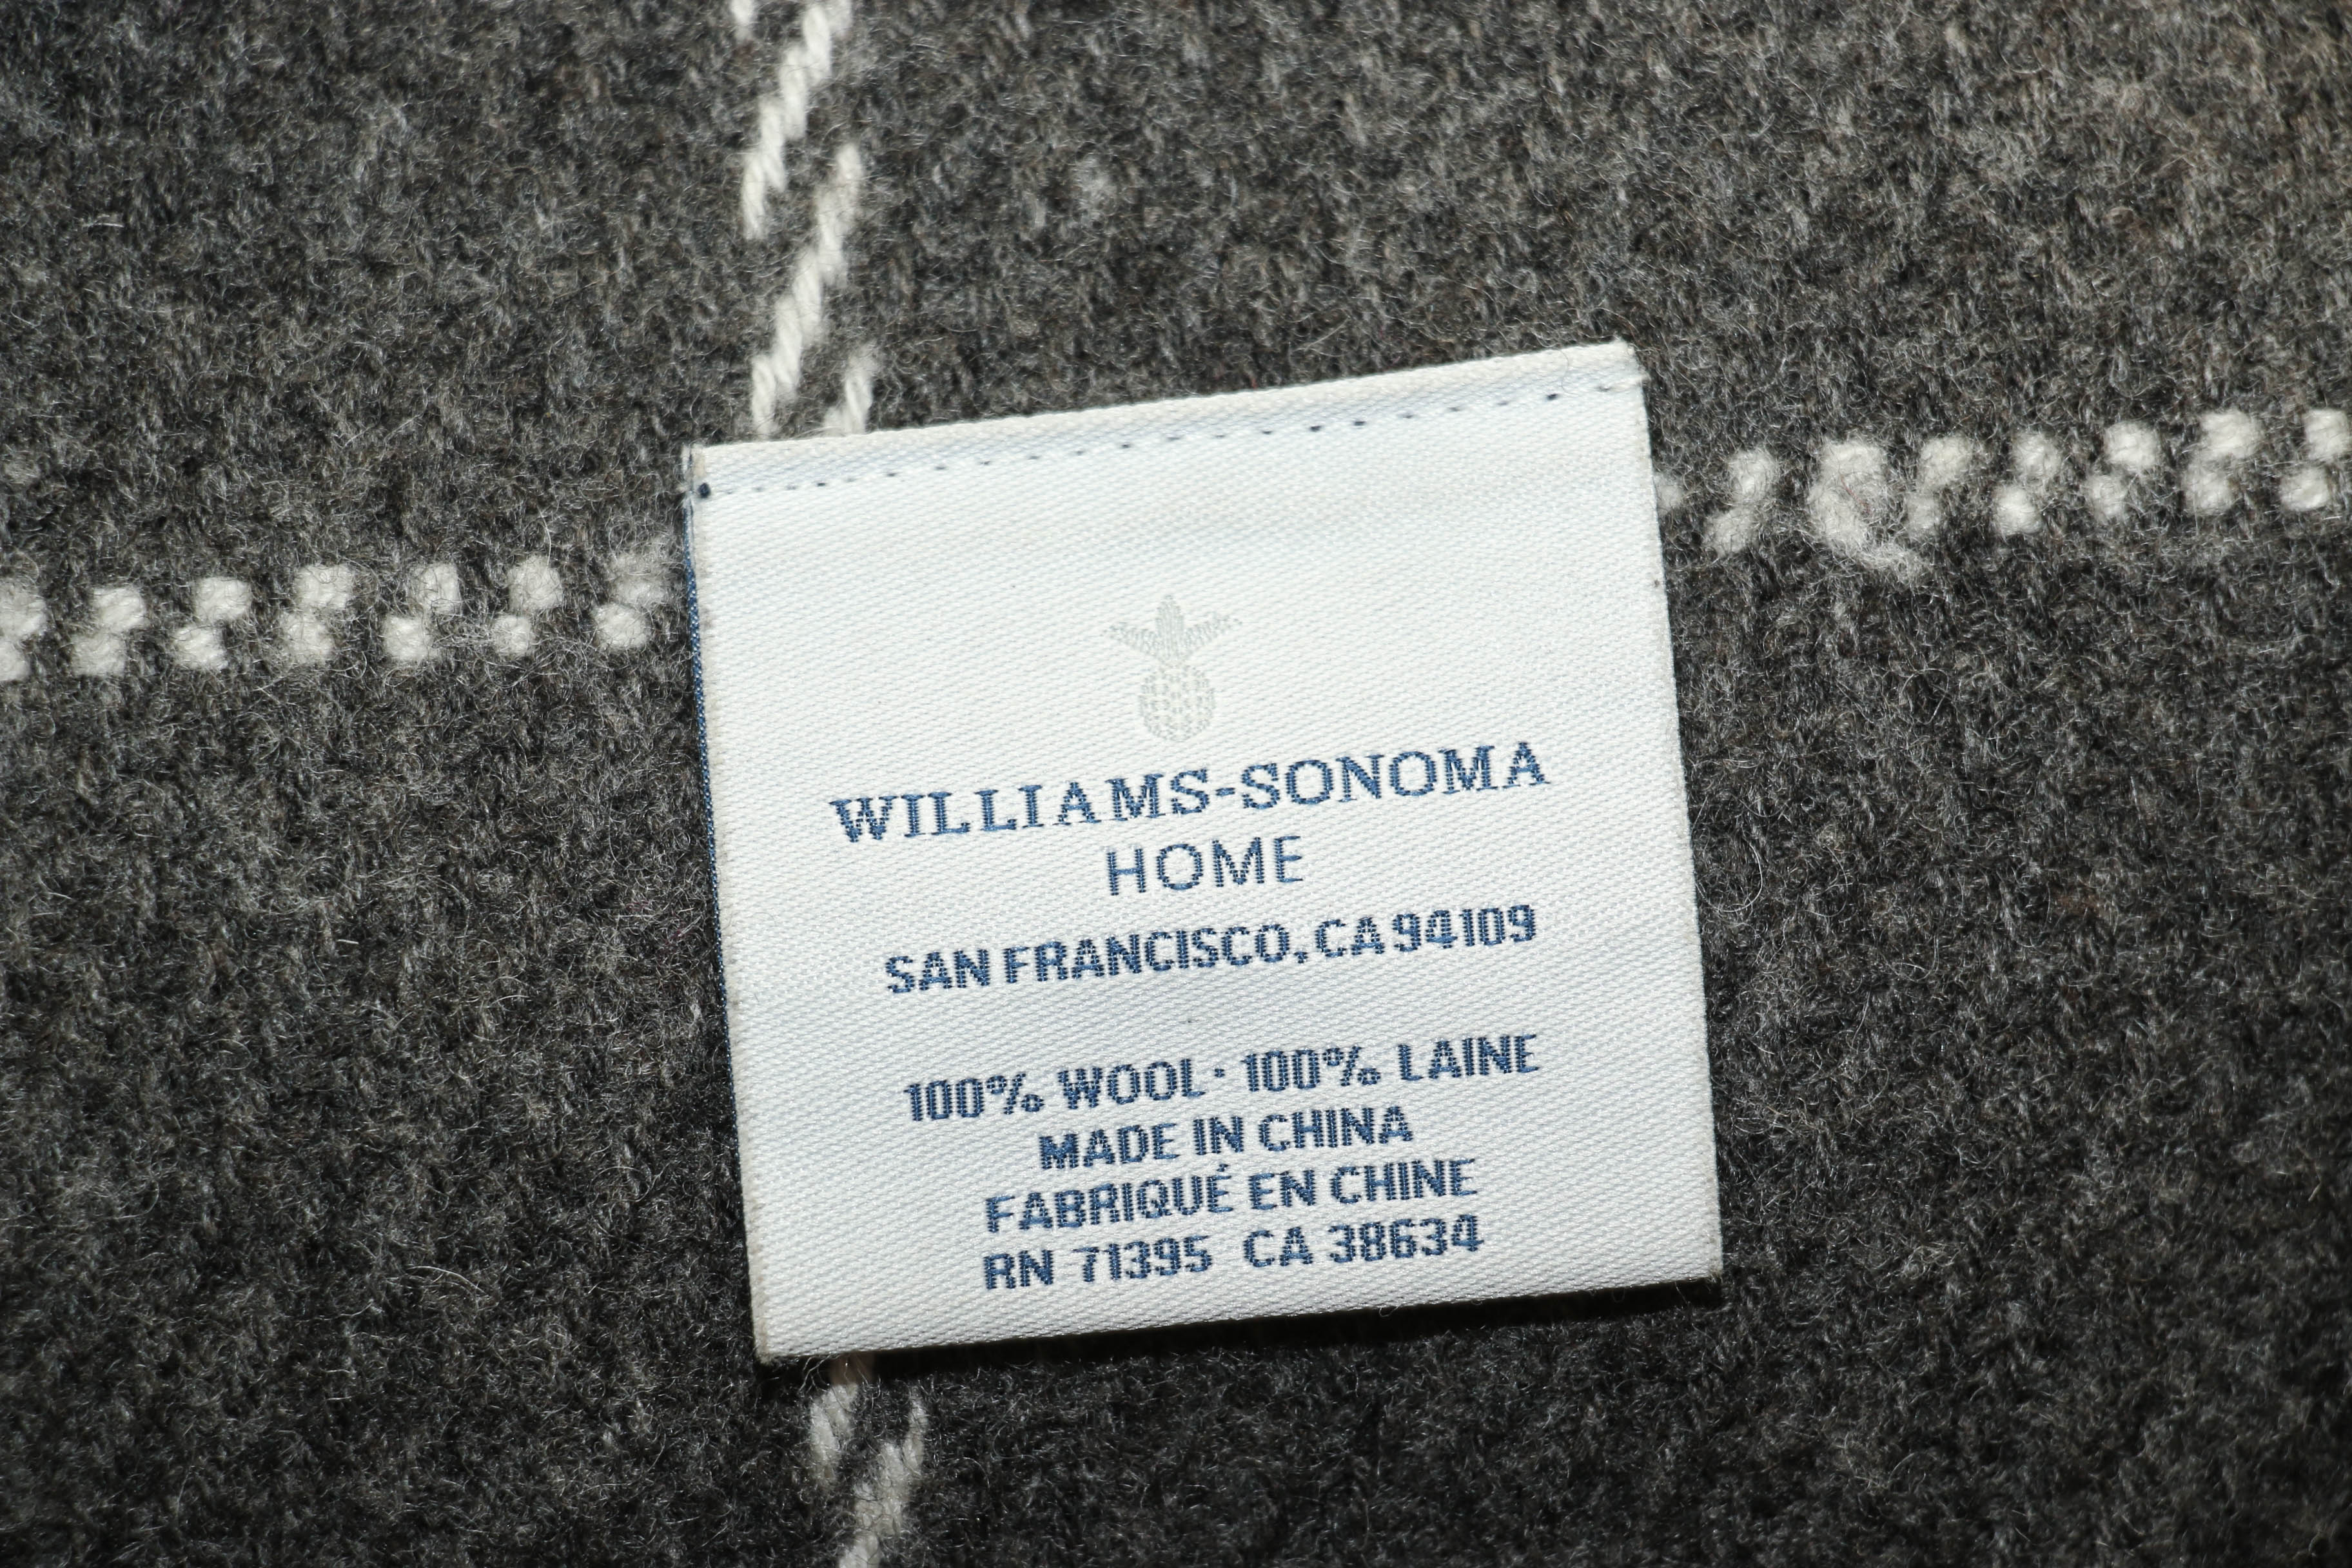 WILLIAMS-SONOMA
HOME
SAN FRANCISCO, CA 94109
100% WOOL · 100% LAINE
MADE IN CHINA
FABRIQUÉ EN CHINE
RN 71395 CA 38634